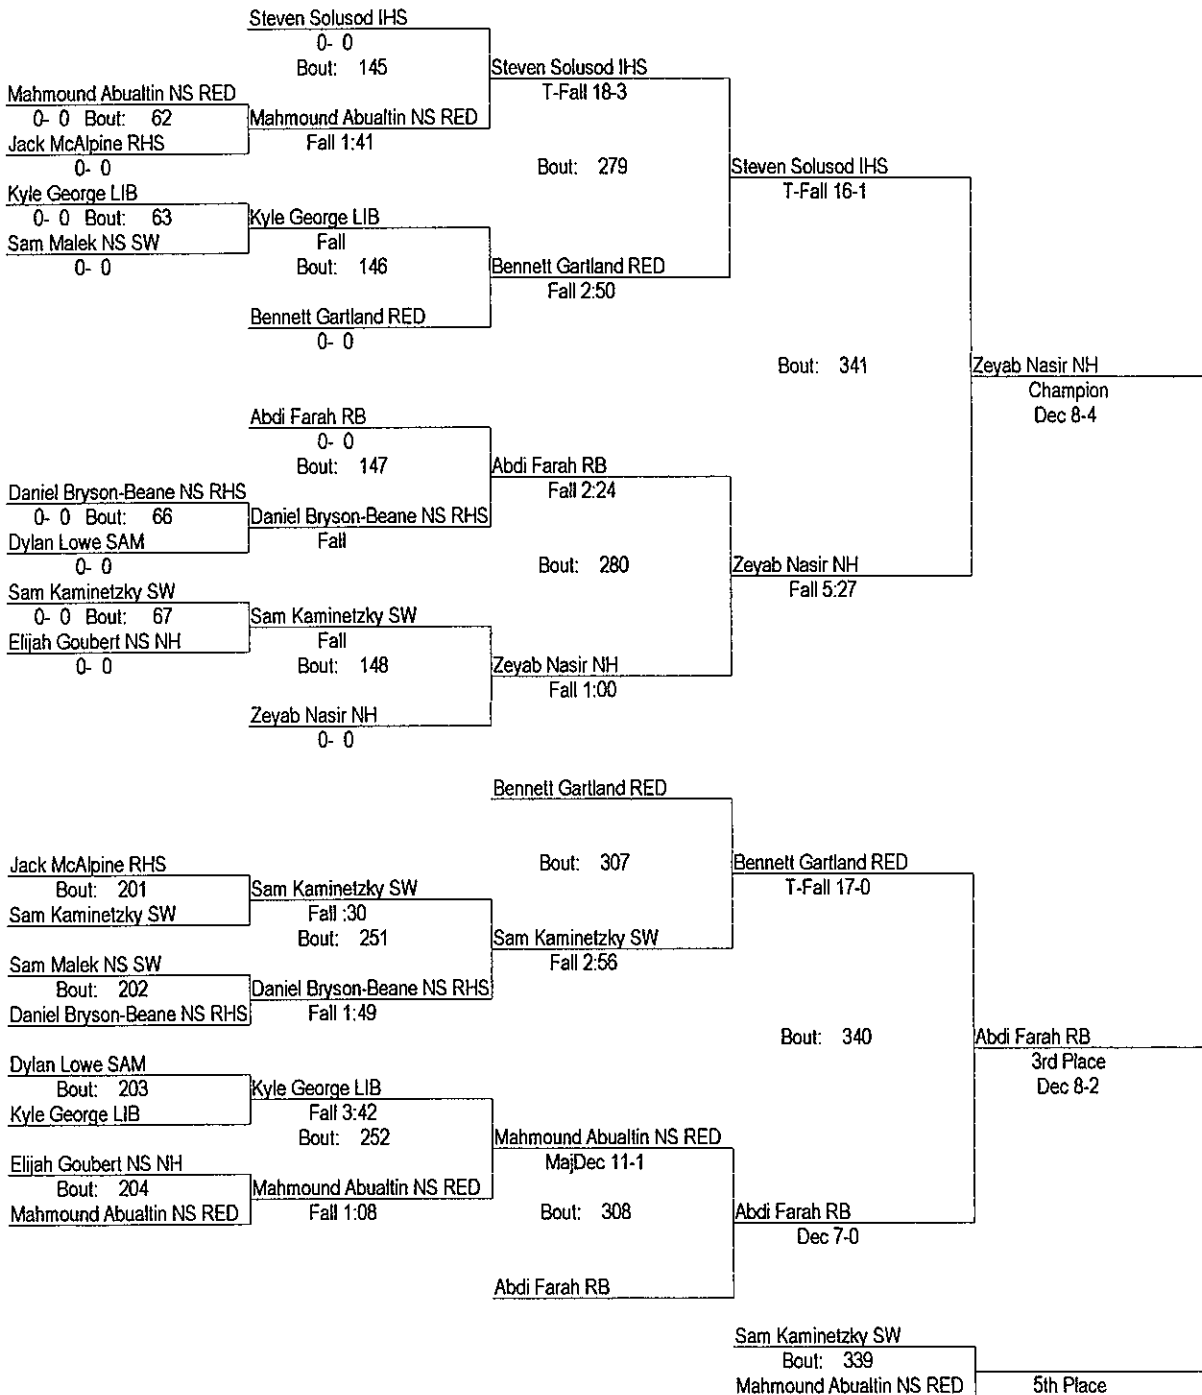 Steven Solusod IHS
0- 0
Bout: 145
Steven Solusod IHS
T-Fall 18-3
Mahmound Abualtin NS RED
0- 0 Bout: 62
Mahmound Abualtin NS RED
Jack McAlpine RHS
Fall 1:41
0- 0
Bout: 279
Steven Solusod IHS
T-Fall 16-1
Kyle George LIB
0- 0 Bout: 63
Kyle George LIB
Sam Malek NS SW
Fall
0- 0
Bout: 146
Bennett Gartland RED
Fall 2:50
Bennett Gartland RED
0- 0
Bout: 341
Zeyab Nasir NH
Champion
Dec 8-4
Abdi Farah RB
0- 0
Bout: 147
Abdi Farah RB
Fall 2:24
Daniel Bryson-Beane NS RHS
0- 0 Bout: 66
Daniel Bryson-Beane NS RHS
Dylan Lowe SAM
Fall
0- 0
Bout: 280
Zeyab Nasir NH
Fall 5:27
Sam Kaminetzky SW
0- 0 Bout: 67
Sam Kaminetzky SW
Elijah Goubert NS NH
Fall
0- 0
Bout: 148
Zeyab Nasir NH
Fall 1:00
Zeyab Nasir NH
0- 0
Bennett Gartland RED
Bout: 307
Bennett Gartland RED
T-Fall 17-0
Jack McAlpine RHS
Bout: 201
Sam Kaminetzky SW
Sam Kaminetzky SW
Fall :30
Bout: 251
Sam Kaminetzky SW
Fall 2:56
Sam Malek NS SW
Bout: 202
Daniel Bryson-Beane NS RHS
Daniel Bryson-Beane NS RHS
Fall 1:49
Bout: 340
Abdi Farah RB
3rd Place
Dec 8-2
Dylan Lowe SAM
Bout: 203
Kyle George LIB
Kyle George LIB
Fall 3:42
Bout: 252
Mahmound Abualtin NS RED
MajDec 11-1
Elijah Goubert NS NH
Bout: 204
Mahmound Abualtin NS RED
Mahmound Abualtin NS RED
Fall 1:08
Bout: 308
Abdi Farah RB
Dec 7-0
Abdi Farah RB
Sam Kaminetzky SW
Bout: 339
Mahmound Abualtin NS RED
5th Place